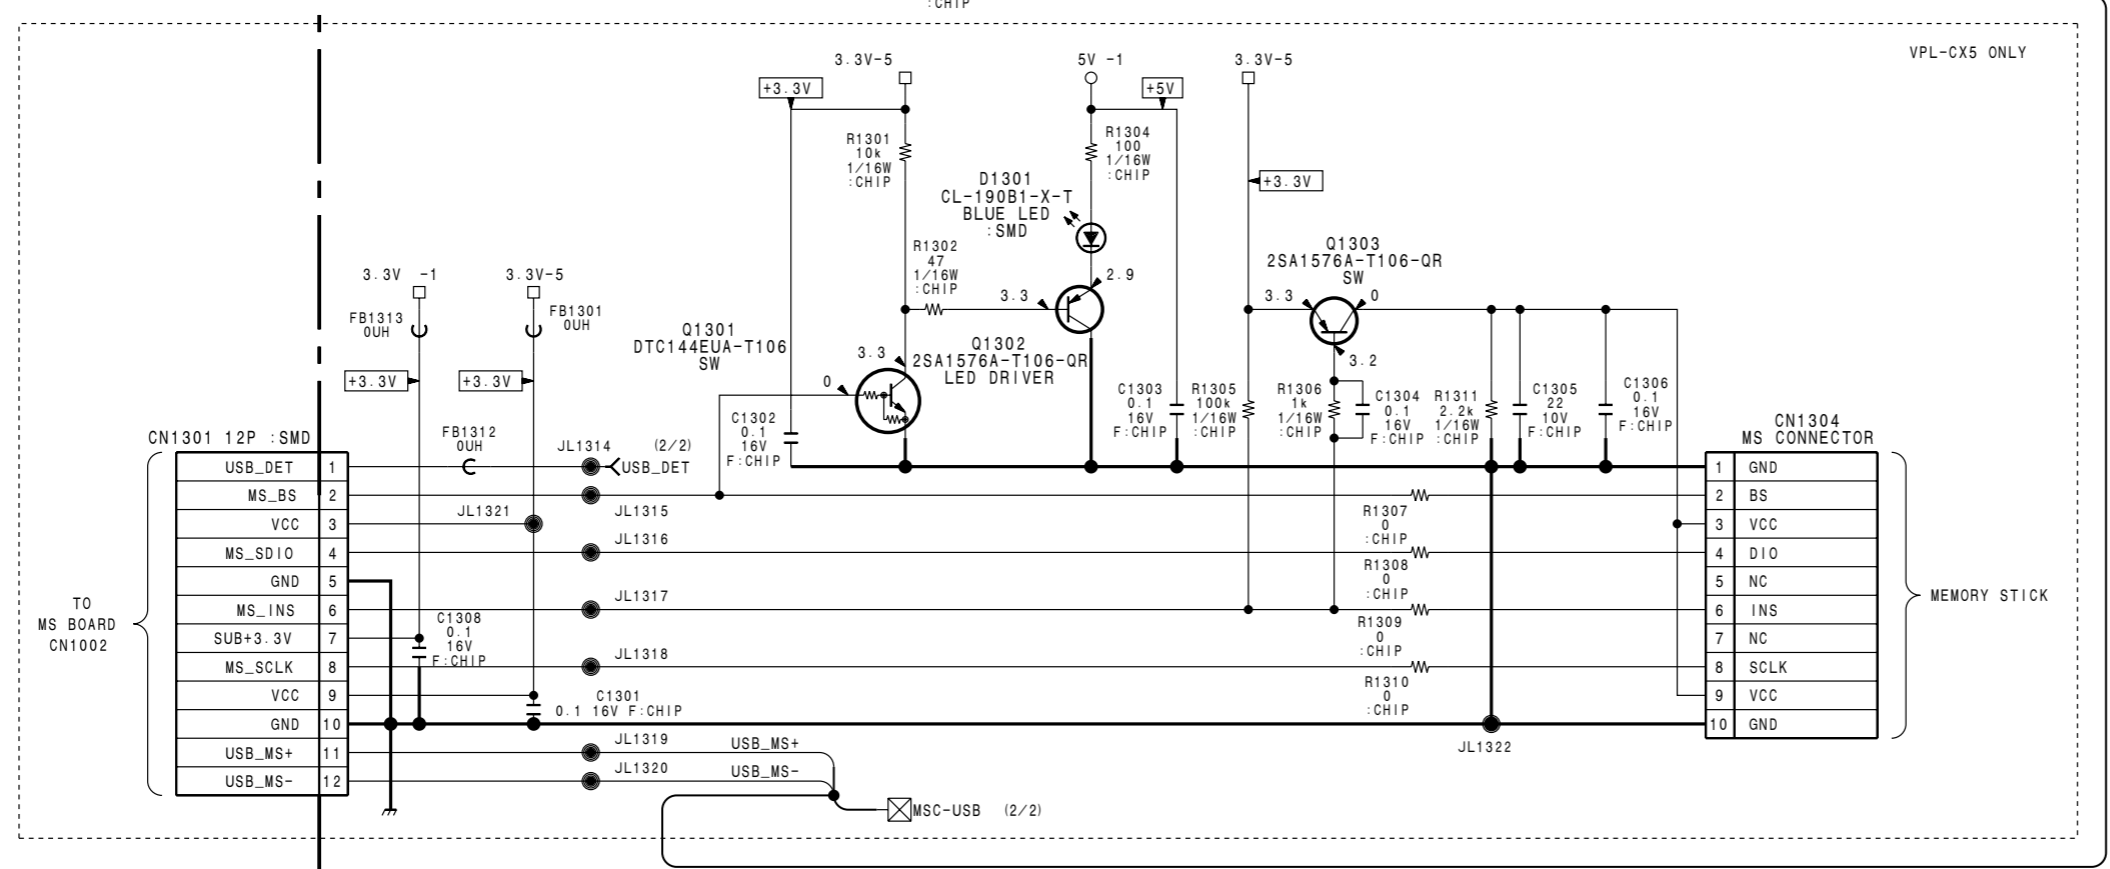 :CHIP
VPL-CX5 ONLY
3.3V-5
+3.3V
R1301
10k
1/16W
:CHIP
5V -1
+5V
R1304
100
1/16W
:CHIP
3.3V-5
+3.3V
D1301
CL-190B1-X-T
BLUE LED
:SMD
R1302
47
1/16W
:CHIP
2.9
3.3
Q1303
2SA1576A-T106-QR
SW
3.3
0
3.2
3.3V -1
FB1313
0UH
+3.3V
3.3V-5
FB1301
0UH
+3.3V
Q1301
DTC144EUA-T106
SW
3.3
0
Q1302
2SA1576A-T106-QR
LED DRIVER
C1302
0.1
16V
F:CHIP
C1303
0.1
16V
F:CHIP
R1305
100k
1/16W
:CHIP
R1306
1k
1/16W
:CHIP
C1304
0.1
16V
F:CHIP
R1311
2.2k
1/16W
:CHIP
C1305
22
10V
F:CHIP
C1306
0.1
16V
F:CHIP
CN1301 12P :SMD
USB_DET 1
MS_BS 2
VCC 3
MS_SDIO 4
GND 5
MS_INS 6
SUB+3.3V 7
MS_SCLK 8
VCC 9
GND 10
USB_MS+ 11
USB_MS- 12
TO
MS BOARD
CN1002
FB1312
0UH
JL1314
(2/2)
USB_DET
JL1315
JL1321
JL1316
JL1317
C1308
0.1
16V
F:CHIP
JL1318
C1301
0.1 16V F:CHIP
JL1319
USB_MS+
JL1320
USB_MS-
MSC-USB (2/2)
R1307
0
:CHIP
R1308
0
:CHIP
R1309
0
:CHIP
R1310
0
:CHIP
JL1322
CN1304
MS CONNECTOR
1 GND
2 BS
3 VCC
4 DIO
5 NC
6 INS
7 NC
8 SCLK
9 VCC
10 GND
MEMORY STICK